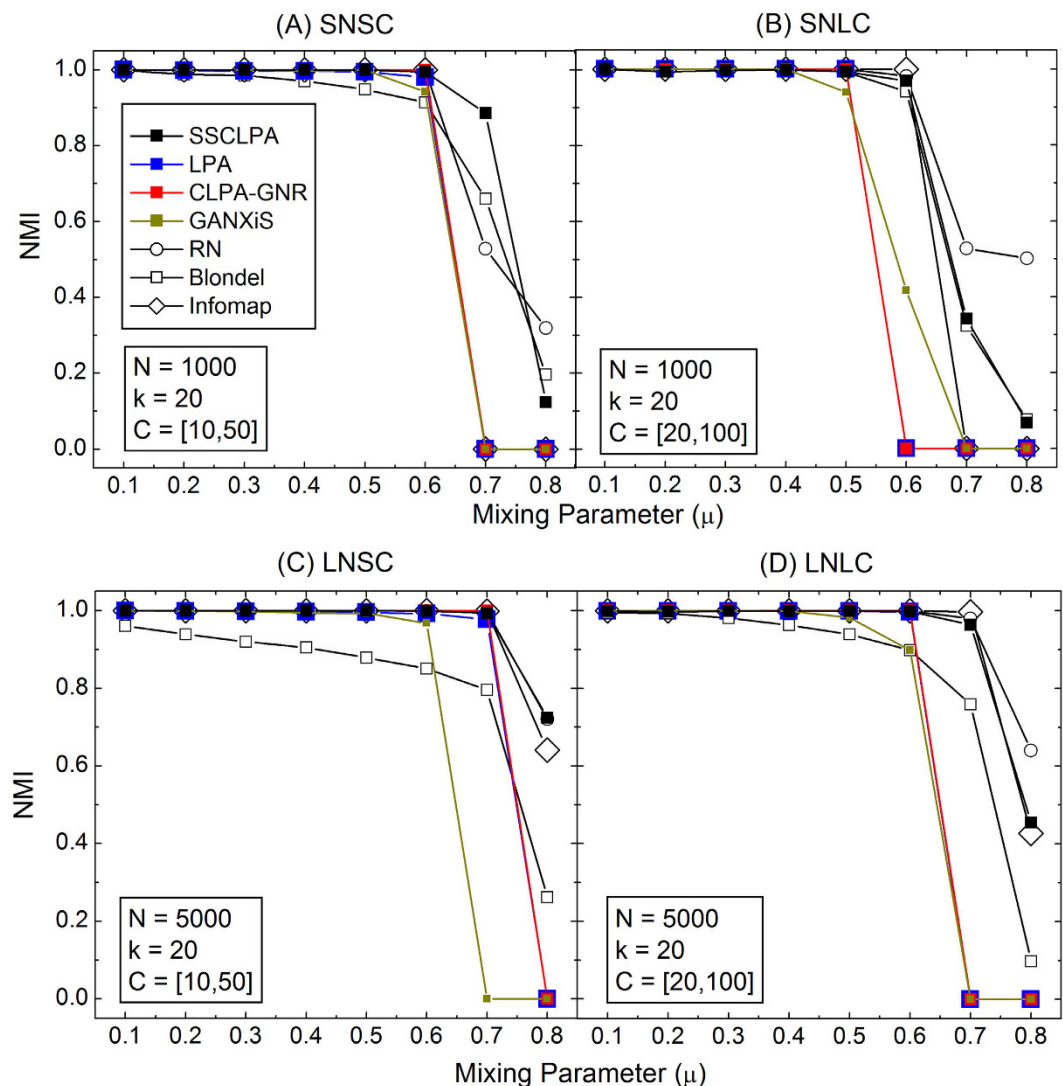 (A) SNSC
(B) SNLC
1.0
0.8
0.6
0.4
0.2
0.0
NMI
SSCLPA
LPA
CLPA-GNR
GANXiS
RN
Blondel
Infomap
N = 1000
k = 20
C = [10,50]
N = 1000
k = 20
C = [20,100]
0.1 0.2 0.3 0.4 0.5 0.6 0.7 0.8
0.1 0.2 0.3 0.4 0.5 0.6 0.7 0.8
Mixing Parameter (μ)
(C) LNSC
(D) LNLC
1.0
0.8
0.6
0.4
0.2
0.0
NMI
N = 5000
k = 20
C = [10,50]
N = 5000
k = 20
C = [20,100]
0.1 0.2 0.3 0.4 0.5 0.6 0.7 0.8
0.1 0.2 0.3 0.4 0.5 0.6 0.7 0.8
Mixing Parameter (μ)